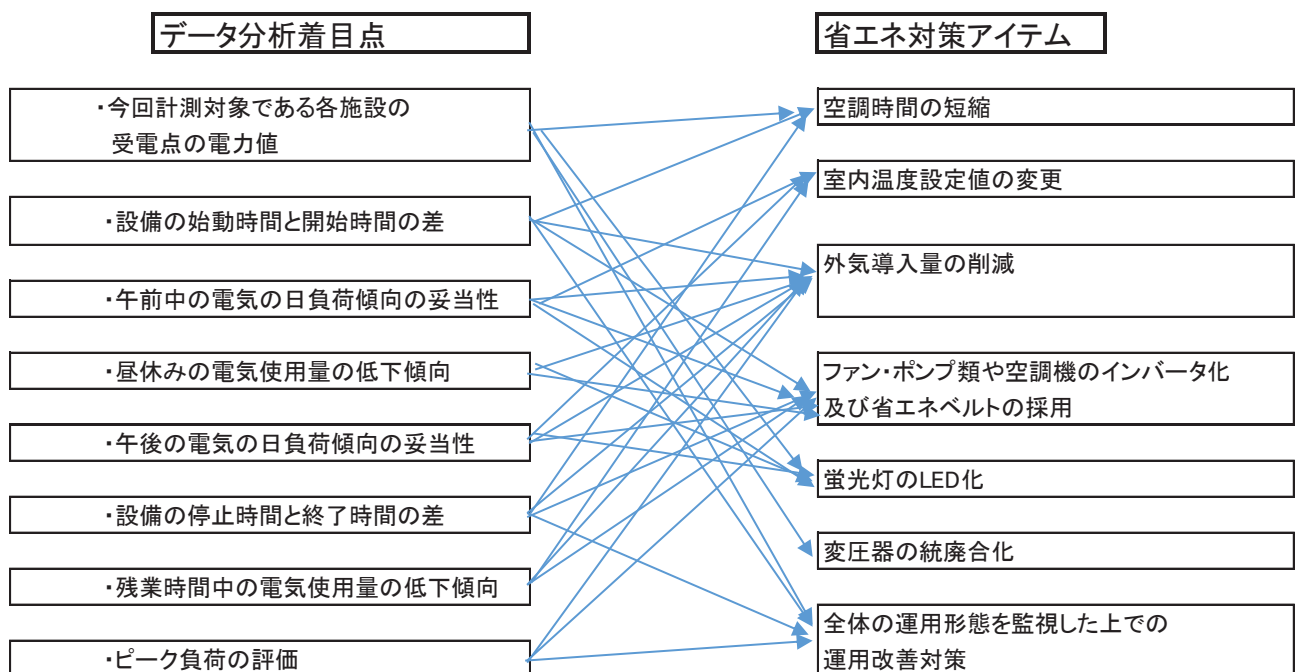 データ分析着目点
・今回計測対象である各施設の
受電点の電力値
・設備の始動時間と開始時間の差
・午前中の電気の日負荷傾向の妥当性
・昼休みの電気使用量の低下傾向
・午後の電気の日負荷傾向の妥当性
・設備の停止時間と終了時間の差
・残業時間中の電気使用量の低下傾向
・ピーク負荷の評価
省エネ対策アイテム
空調時間の短縮
室内温度設定値の変更
外気導入量の削減
ファン・ポンプ類や空調機のインバータ化
及び省エネベルトの採用
蛍光灯のLED化
変圧器の統廃合化
全体の運用形態を監視した上での
運用改善対策